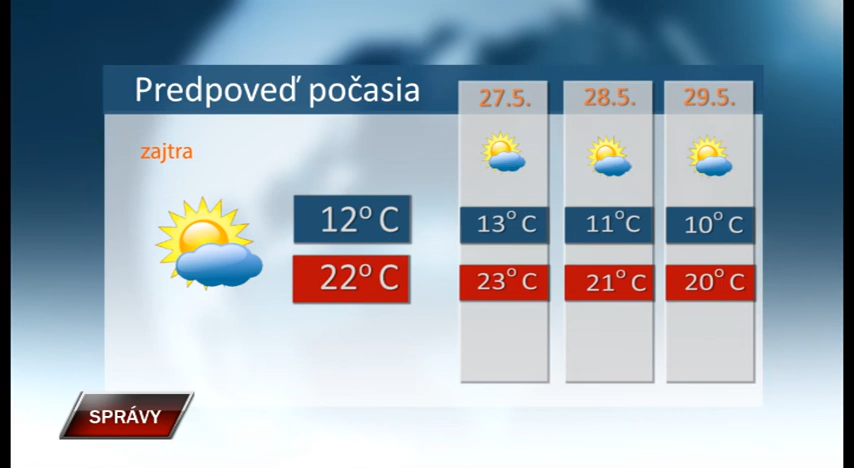 Predpoveď počasia
zajtra
12° C
22° C
27.5.
13° C
23° C
28.5.
11°C
21° C
29.5.
10° C
20° C
SPRÁVY